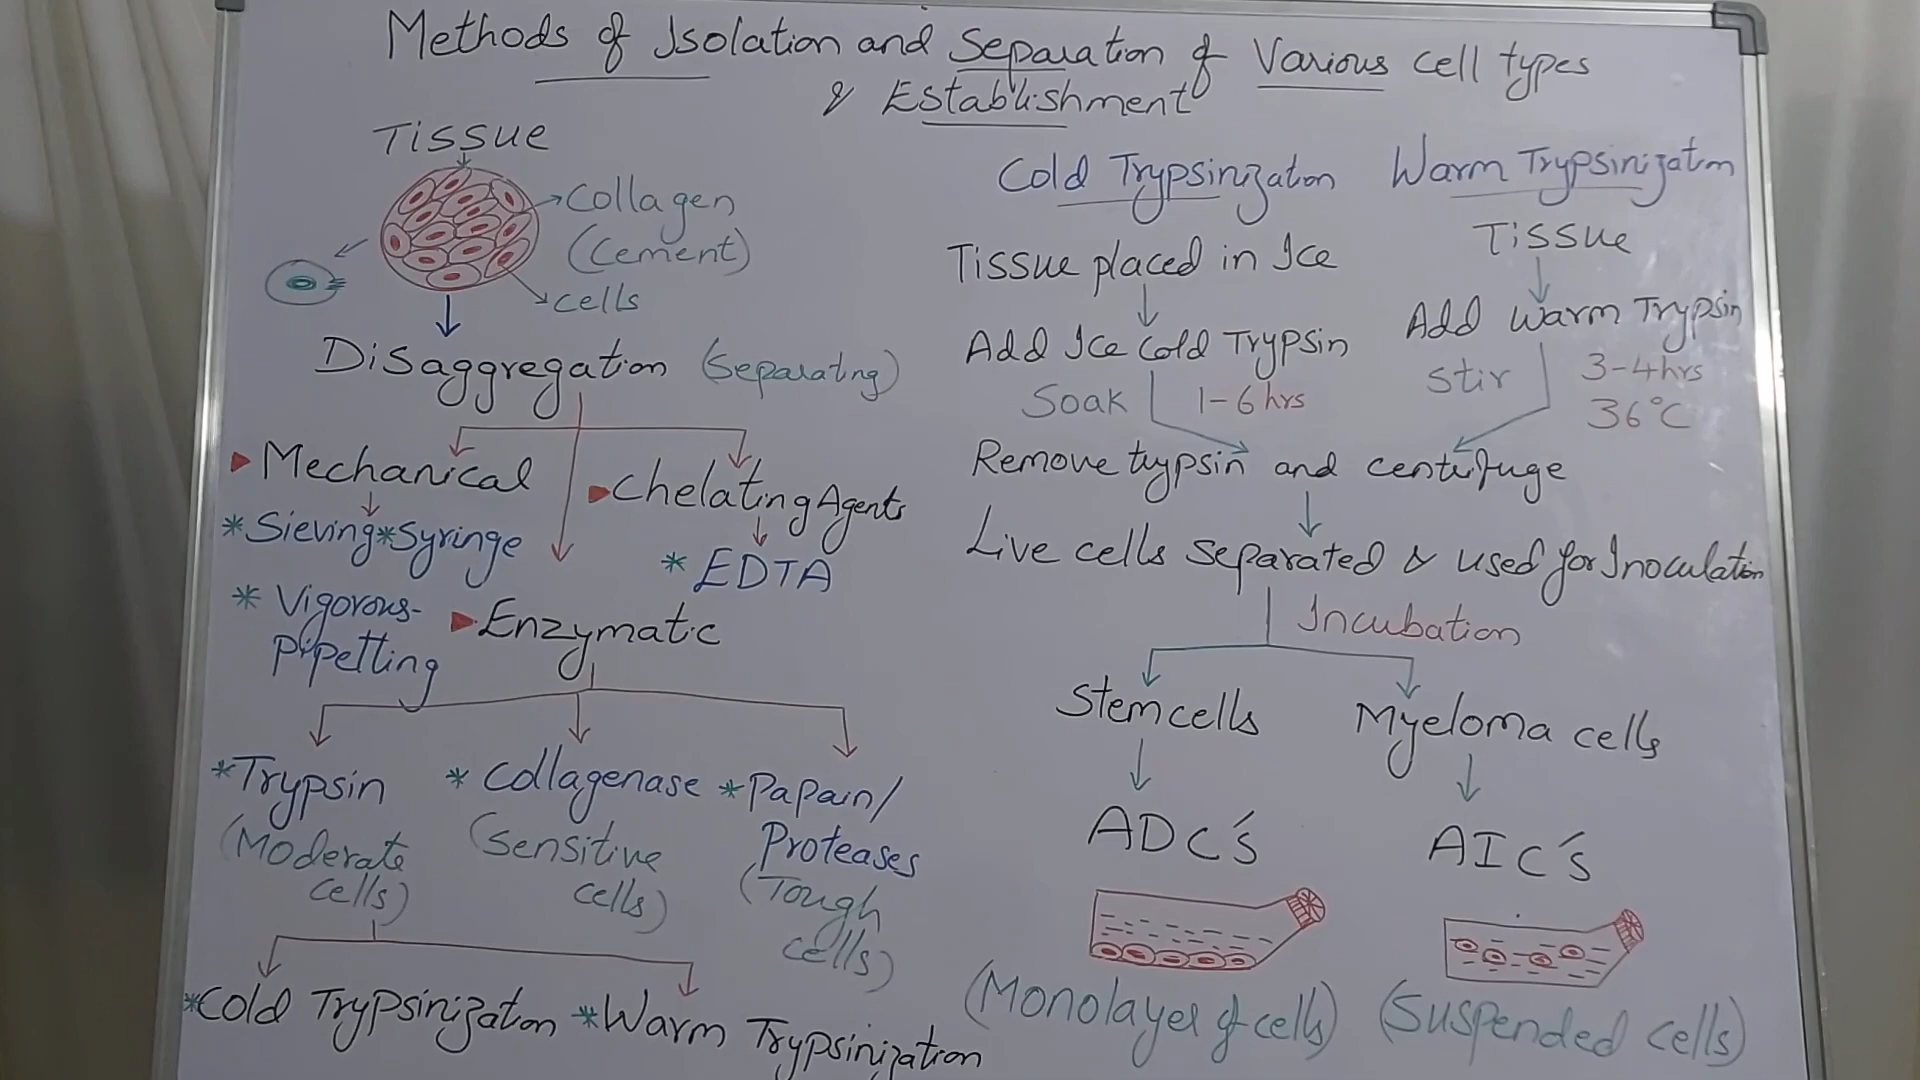 Methods of Isolation and Separation of Various cell types
& Establishment
Tissue
Collagen
(Cement)
cells
Disaggregation (Separating)
Mechanical
* Sieving * Syringe
* Vigorous-
Pipetting
Chelating Agents
* EDTA
Enzymatic
* Trypsin
(Moderate
cells)
* Collagenase
(Sensitive
cells)
* Papain/
Proteases
(Tough
cells)
* Cold Trypsinization * Warm Trypsinization
Cold Trypsinization
Tissue placed in Ice
Add Ice cold Trypsin
Soak 1-6 hrs
Warm Trypsinization
Tissue
Add warm Trypsin
Stir 3-4 hrs
36°C
Remove trypsin and centrifuge
Live cells separated & used for Inoculation
Incubation
Stem cells
ADC's
(Monolayer of cells)
Myeloma cells
AIC's
(Suspended cells)